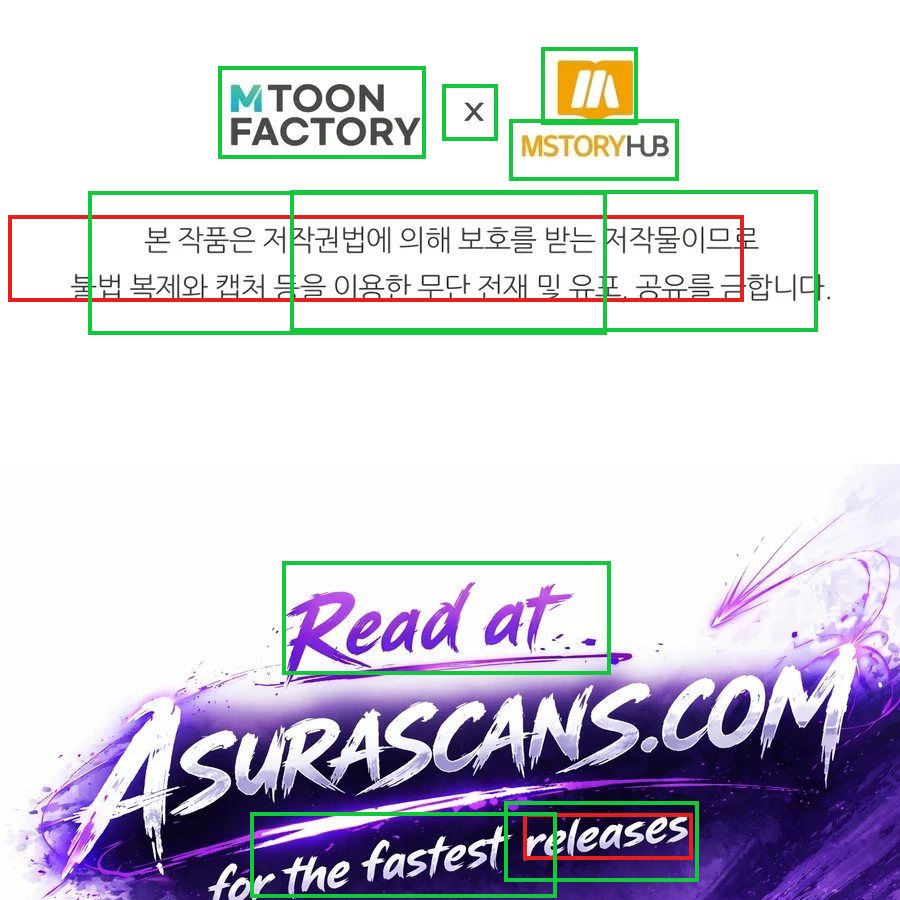 MTOON
FACTORY
x
MSTORYHUB
본 작품은 저작권법에 의해 보호를 받는 저작물이므로
불법 복제와 캡처 등을 이용한 무단 전재 및 유포, 공유를 금합니다.
Read at...
ASURASCANS.COM
for the fastest releases